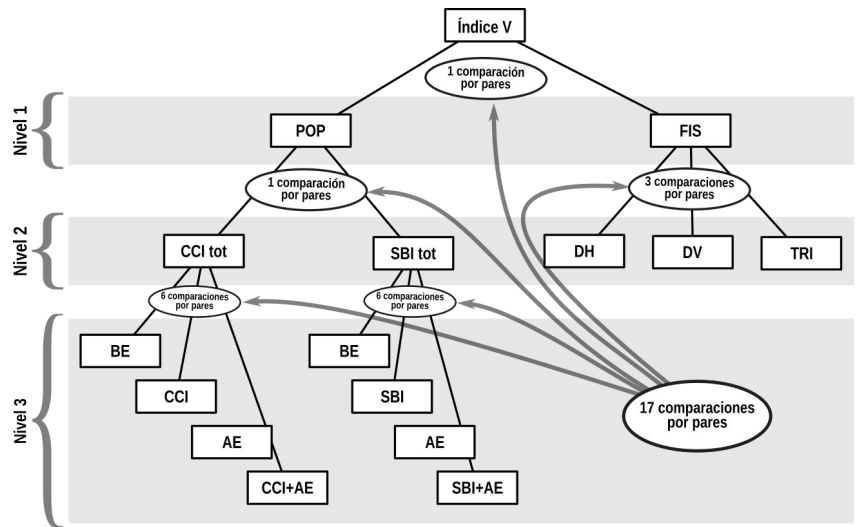 Índice V
1 comparación
por pares
Nivel 1
POP
FIS
1 comparación
por pares
3 comparaciones
por pares
Nivel 2
CCI tot
SBI tot
DH
DV
TRI
6 comparaciones
por pares
6 comparaciones
por pares
Nivel 3
BE
BE
CCI
SBI
17 comparaciones
por pares
AE
AE
CCI+AE
SBI+AE